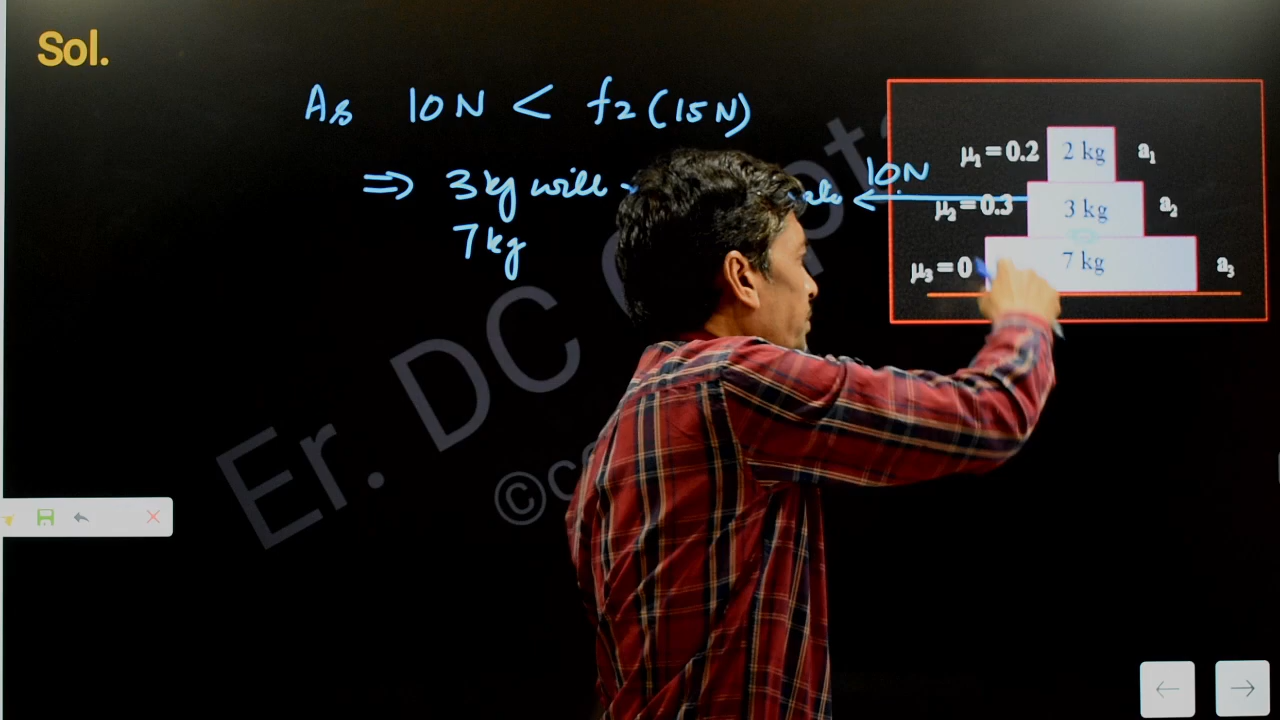 Sol.
As 10N < f2 (15N)
⇒ 3kg will
7kg
10N
μ₁ = 0.2 2 kg a₁
μ₂ = 0.3 3 kg a₂
μ₃ = 0 7 kg a₃
Er. DC Gupta
©